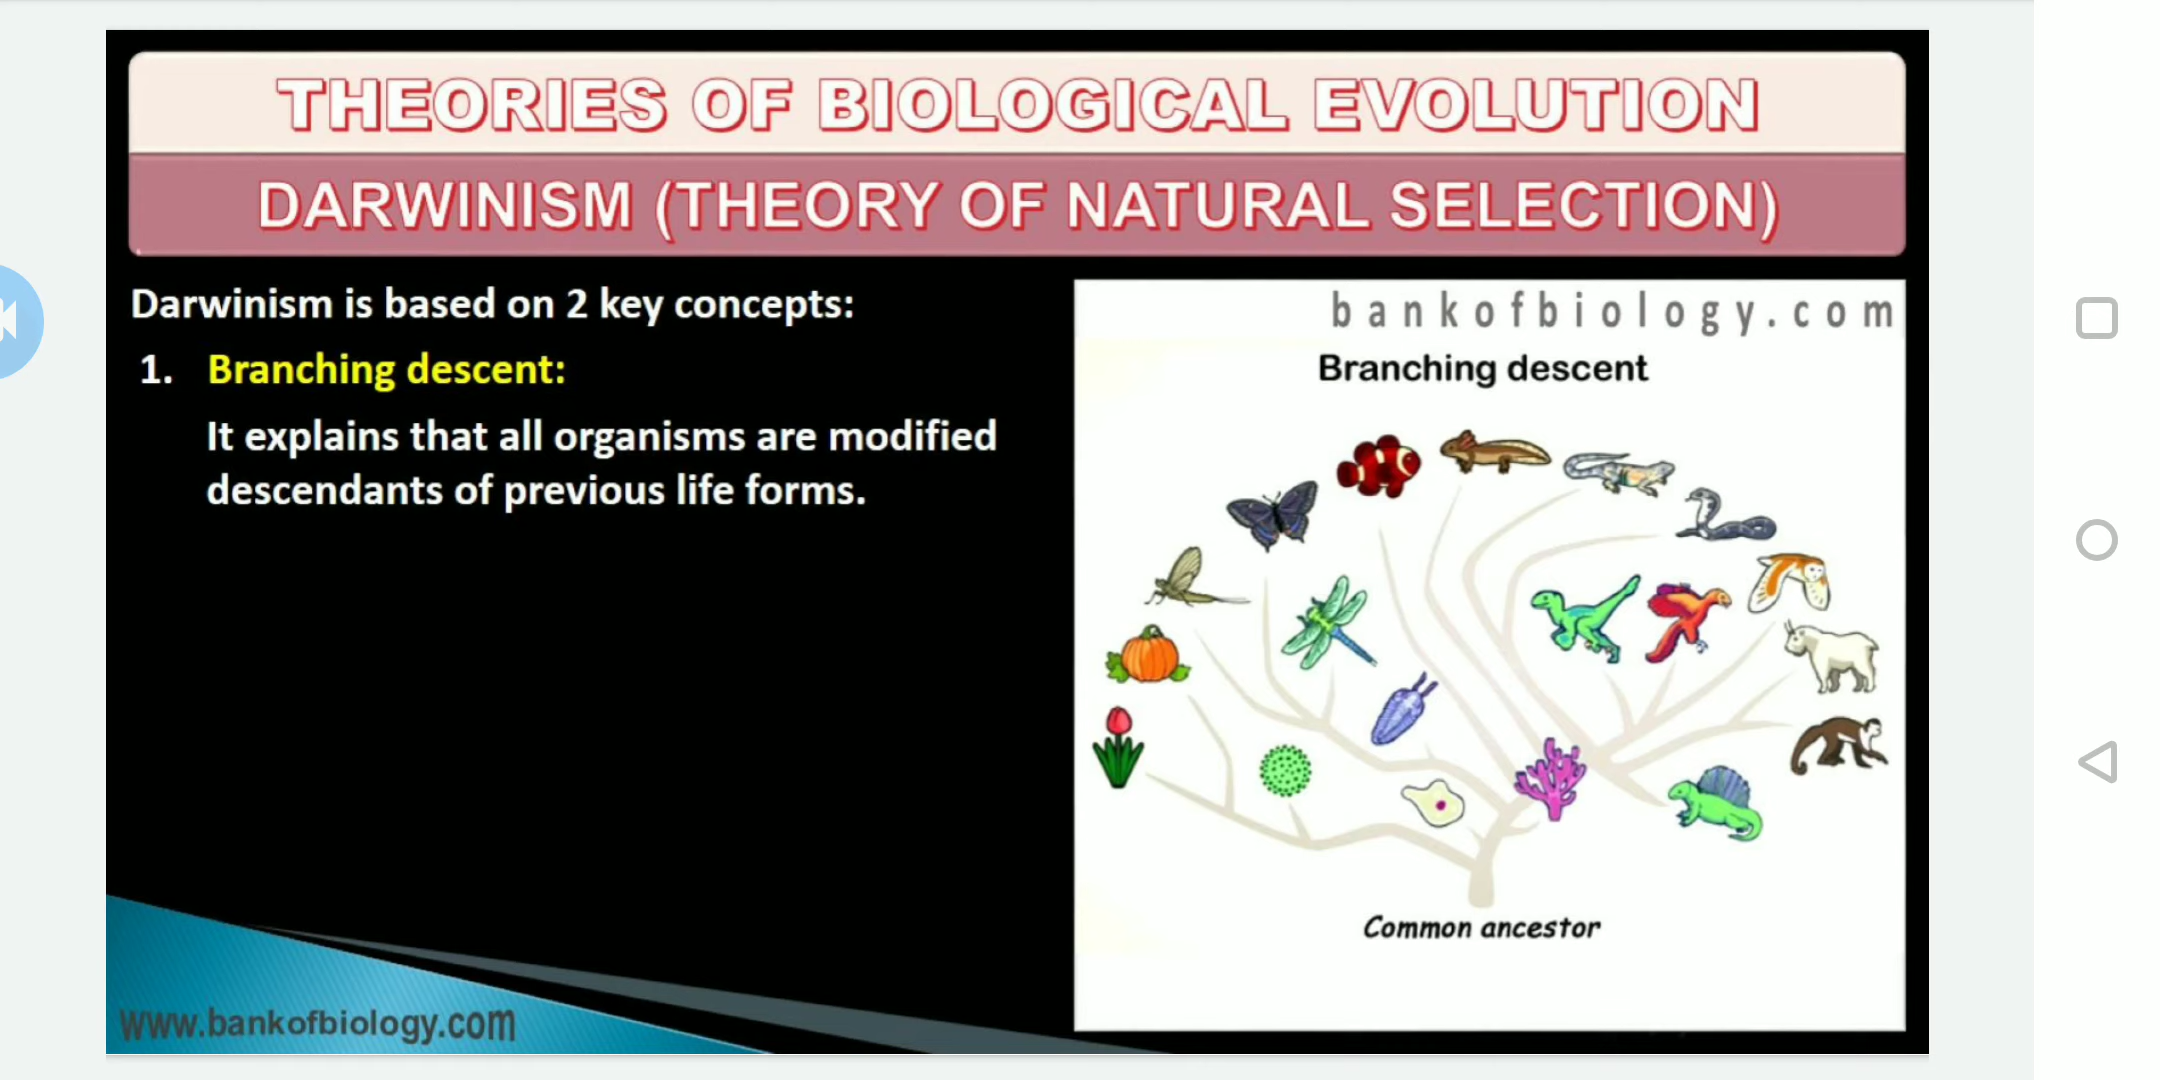 THEORIES OF BIOLOGICAL EVOLUTION
DARWINISM (THEORY OF NATURAL SELECTION)
Darwinism is based on 2 key concepts:
1. Branching descent:
It explains that all organisms are modified
descendants of previous life forms.
bankofbiology.com
Branching descent
Common ancestor
www.bankofbiology.com